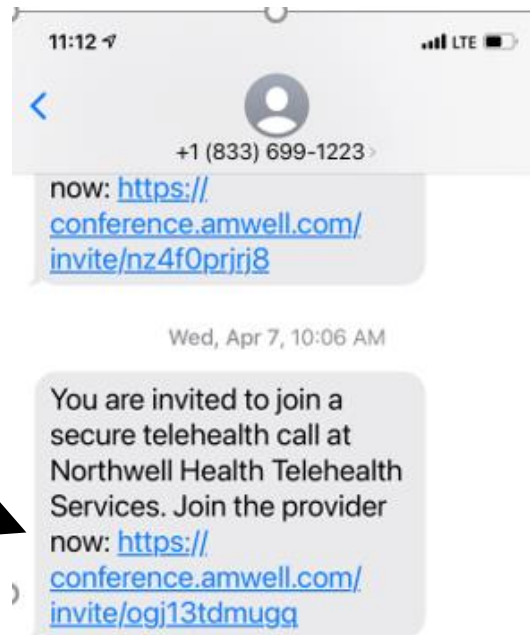 11:12
LTE
+1 (833) 699-1223
now: https://
conference.amwell.com/
invite/nz4f0prjrj8
Wed, Apr 7, 10:06 AM
You are invited to join a
secure telehealth call at
Northwell Health Telehealth
Services. Join the provider
now: https://
conference.amwell.com/
invite/ogj13tdmugq